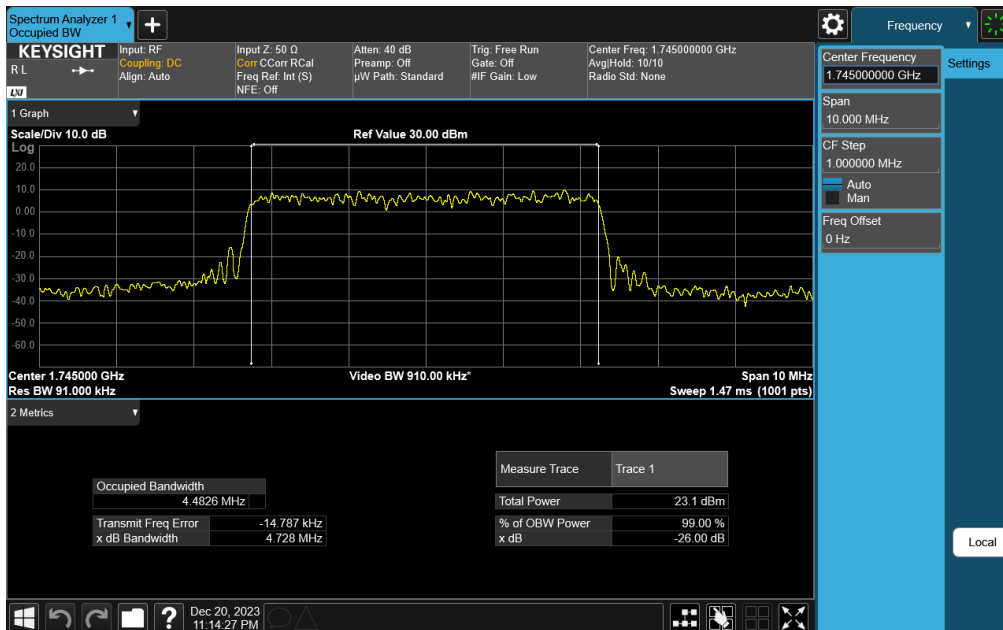 Spectrum Analyzer 1
Occupied BW
Frequency
KEYSIGHT
R L
LXI
Input: RF
Coupling: DC
Align: Auto
Input Z: 50 Ω
Corr CCorr RCal
Freq Ref: Int (S)
NFE: Off
Atten: 40 dB
Preamp: Off
µW Path: Standard
Trig: Free Run
Gate: Off
#IF Gain: Low
Center Freq: 1.745000000 GHz
Avg|Hold: 10/10
Radio Std: None
Center Frequency
1.745000000 GHz
Settings
Span
10.000 MHz
CF Step
1.000000 MHz
Auto
Man
Freq Offset
0 Hz
1 Graph
Scale/Div 10.0 dB
Ref Value 30.00 dBm
Log
20.0
10.0
0.00
-10.0
-20.0
-30.0
-40.0
-50.0
-60.0
Center 1.745000 GHz
Video BW 910.00 kHz*
Span 10 MHz
Res BW 91.000 kHz
Sweep 1.47 ms (1001 pts)
2 Metrics
Occupied Bandwidth
4.4826 MHz
Transmit Freq Error -14.787 kHz
x dB Bandwidth 4.728 MHz
Measure Trace Trace 1
Total Power 23.1 dBm
% of OBW Power 99.00 %
x dB -26.00 dB
Local
?
Dec 20, 2023
11:14:27 PM